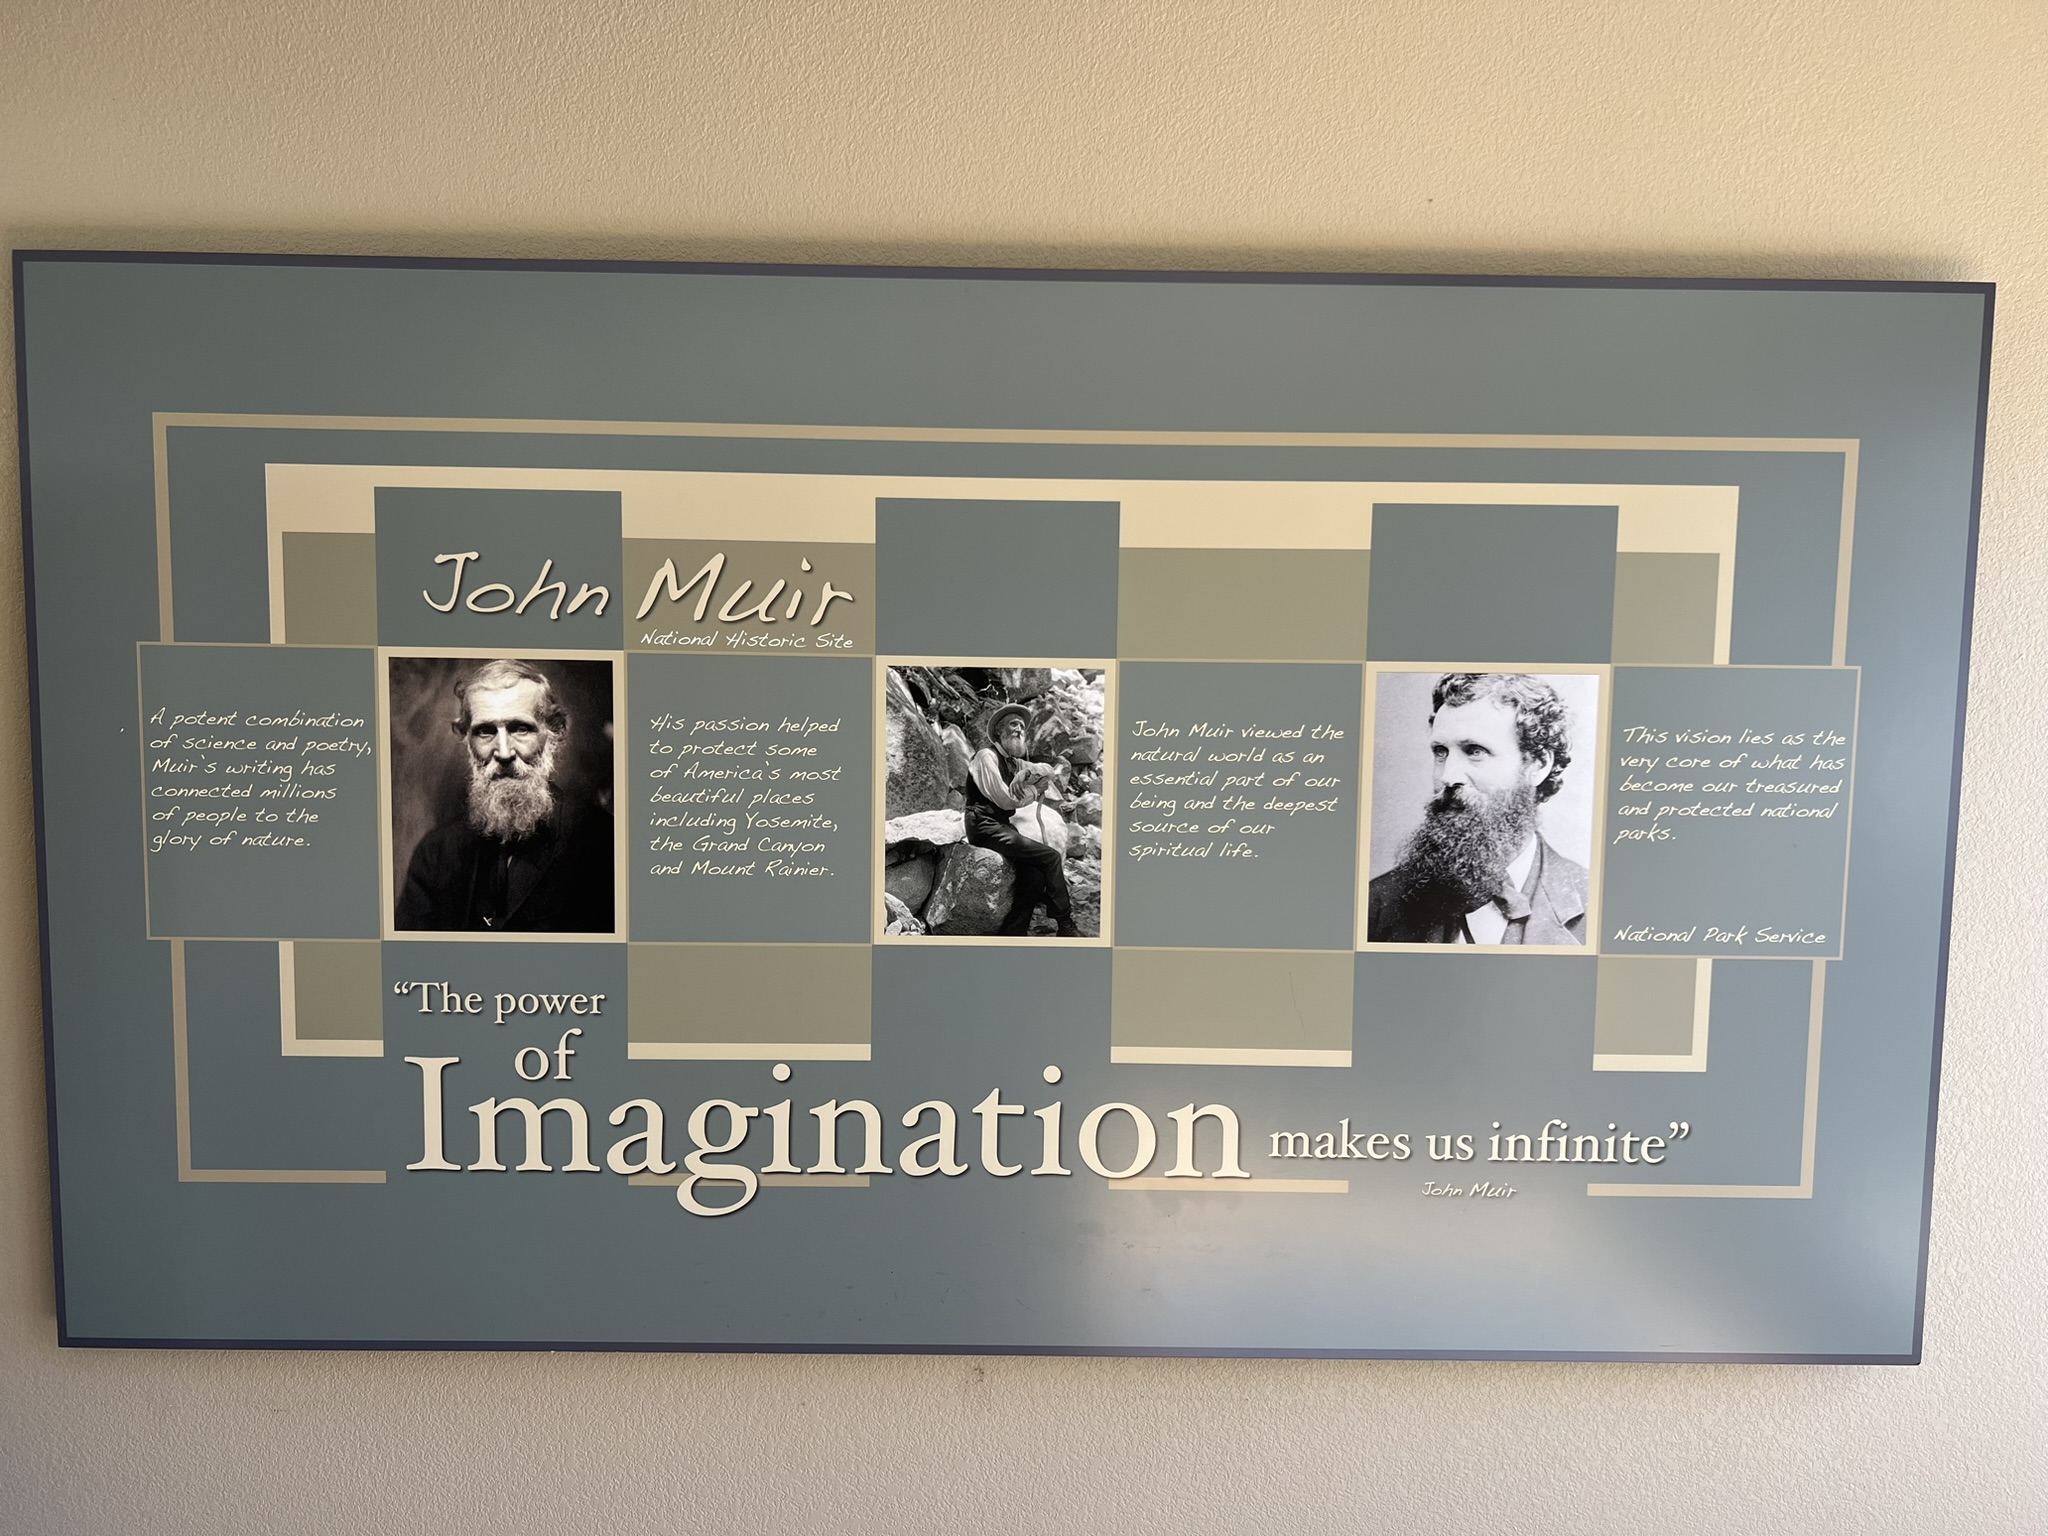 John Muir
National Historic Site
A potent combination
of science and poetry,
Muir`s writing has
connected millions
of people to the
glory of nature.
His passion helped
to protect some
of America`s most
beautiful places
including Yosemite,
the Grand Canyon
and Mount Rainier.
John Muir viewed the
natural world as an
essential part of our
being and the deepest
source of our
spiritual life.
This vision lies as the
very core of what has
become our treasured
and protected national
parks.
National Park Service
“The power
of
Imagination makes us infinite”
John Muir